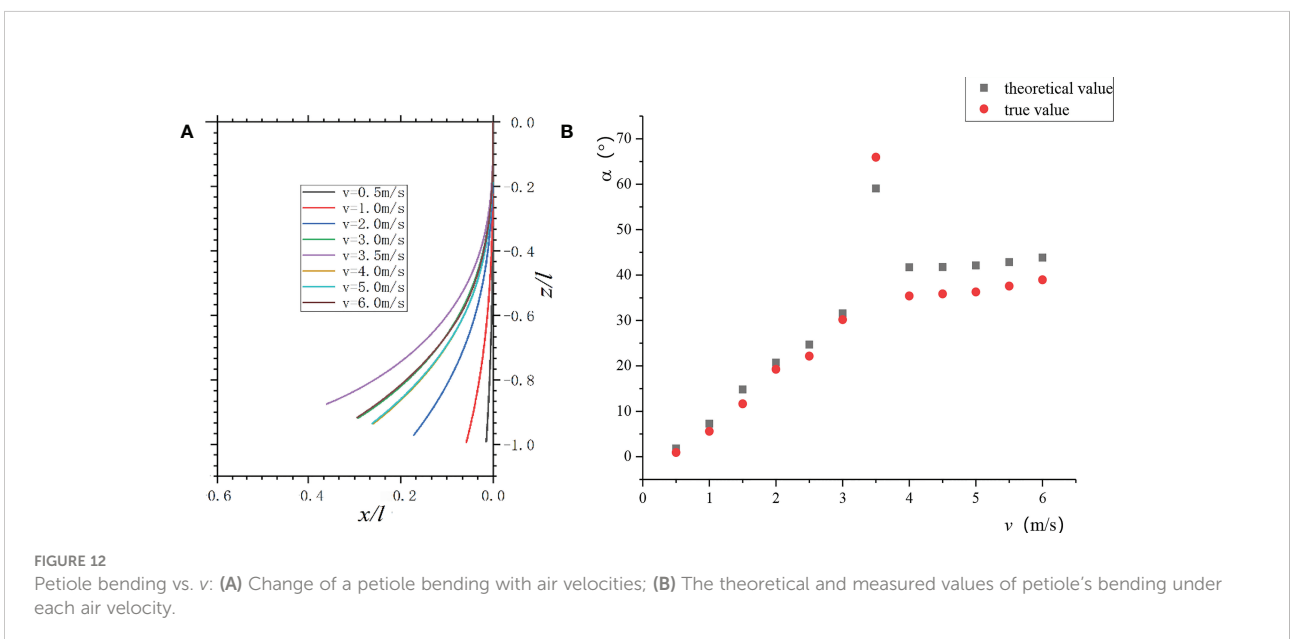 A
0.0
-0.2
-0.4
-0.6
-0.8
-1.0
z/l
v=0.5m/s
v=1.0m/s
v=2.0m/s
v=3.0m/s
v=3.5m/s
v=4.0m/s
v=5.0m/s
v=6.0m/s
0.6
0.4
0.2
0.0
x/l
B
theoretical value
true value
α (°)
70
60
50
40
30
20
10
0
0
1
2
3
4
5
6
v (m/s)
FIGURE 12
Petiole bending vs. v: (A) Change of a petiole bending with air velocities; (B) The theoretical and measured values of petiole's bending under
each air velocity.